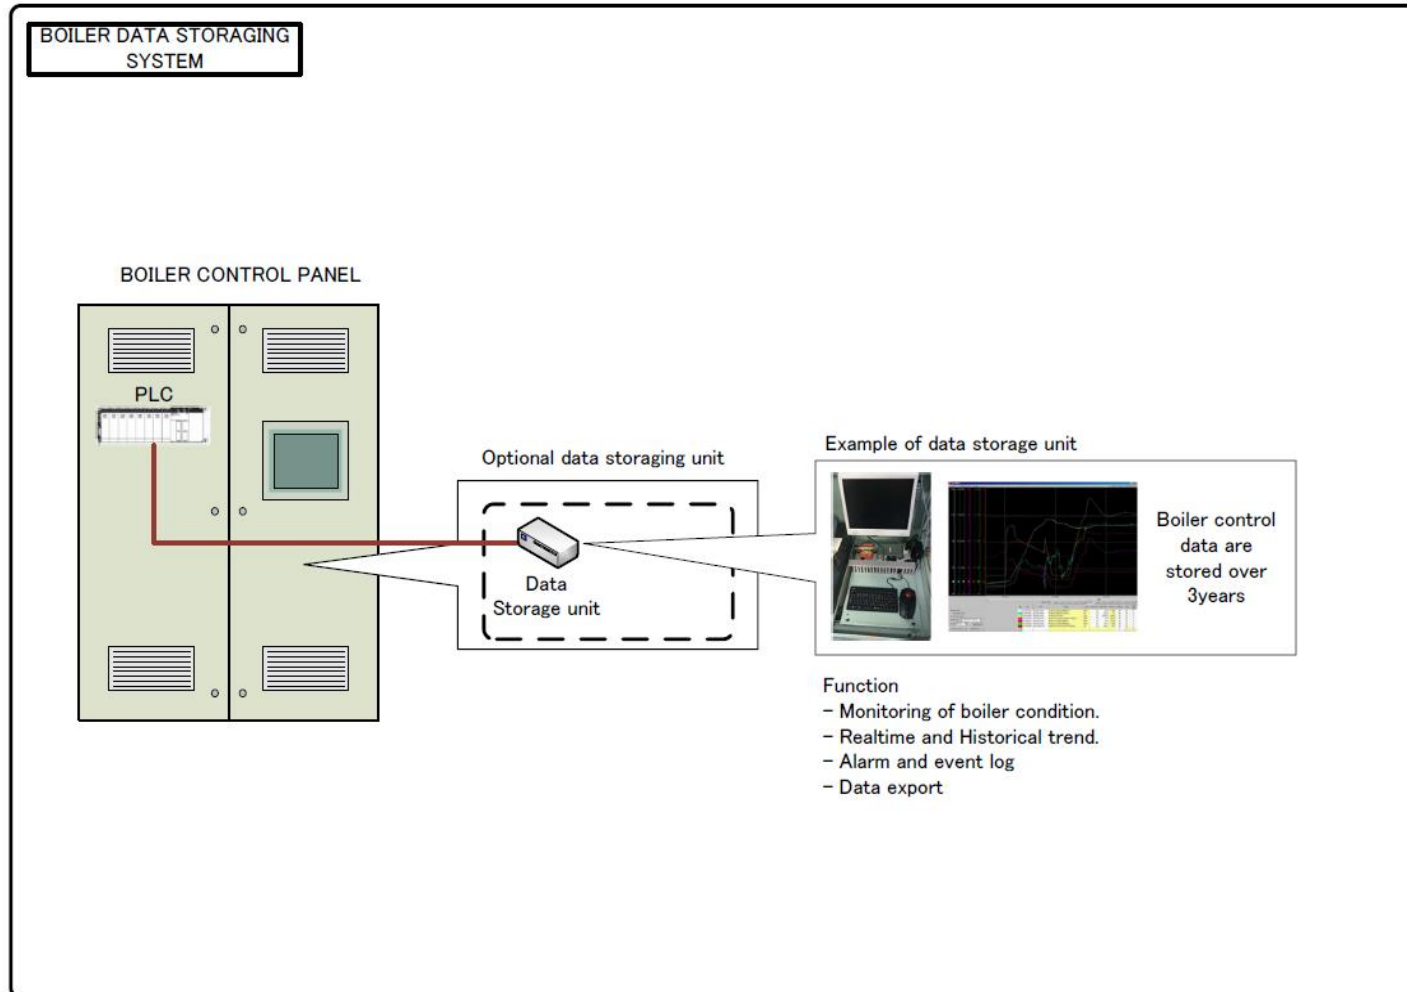 BOILER DATA STORAGING
SYSTEM
BOILER CONTROL PANEL
PLC
Optional data storaging unit
Data
Storage unit
Example of data storage unit
Boiler control
data are
stored over
3years
Function
- Monitoring of boiler condition.
- Realtime and Historical trend.
- Alarm and event log
- Data export